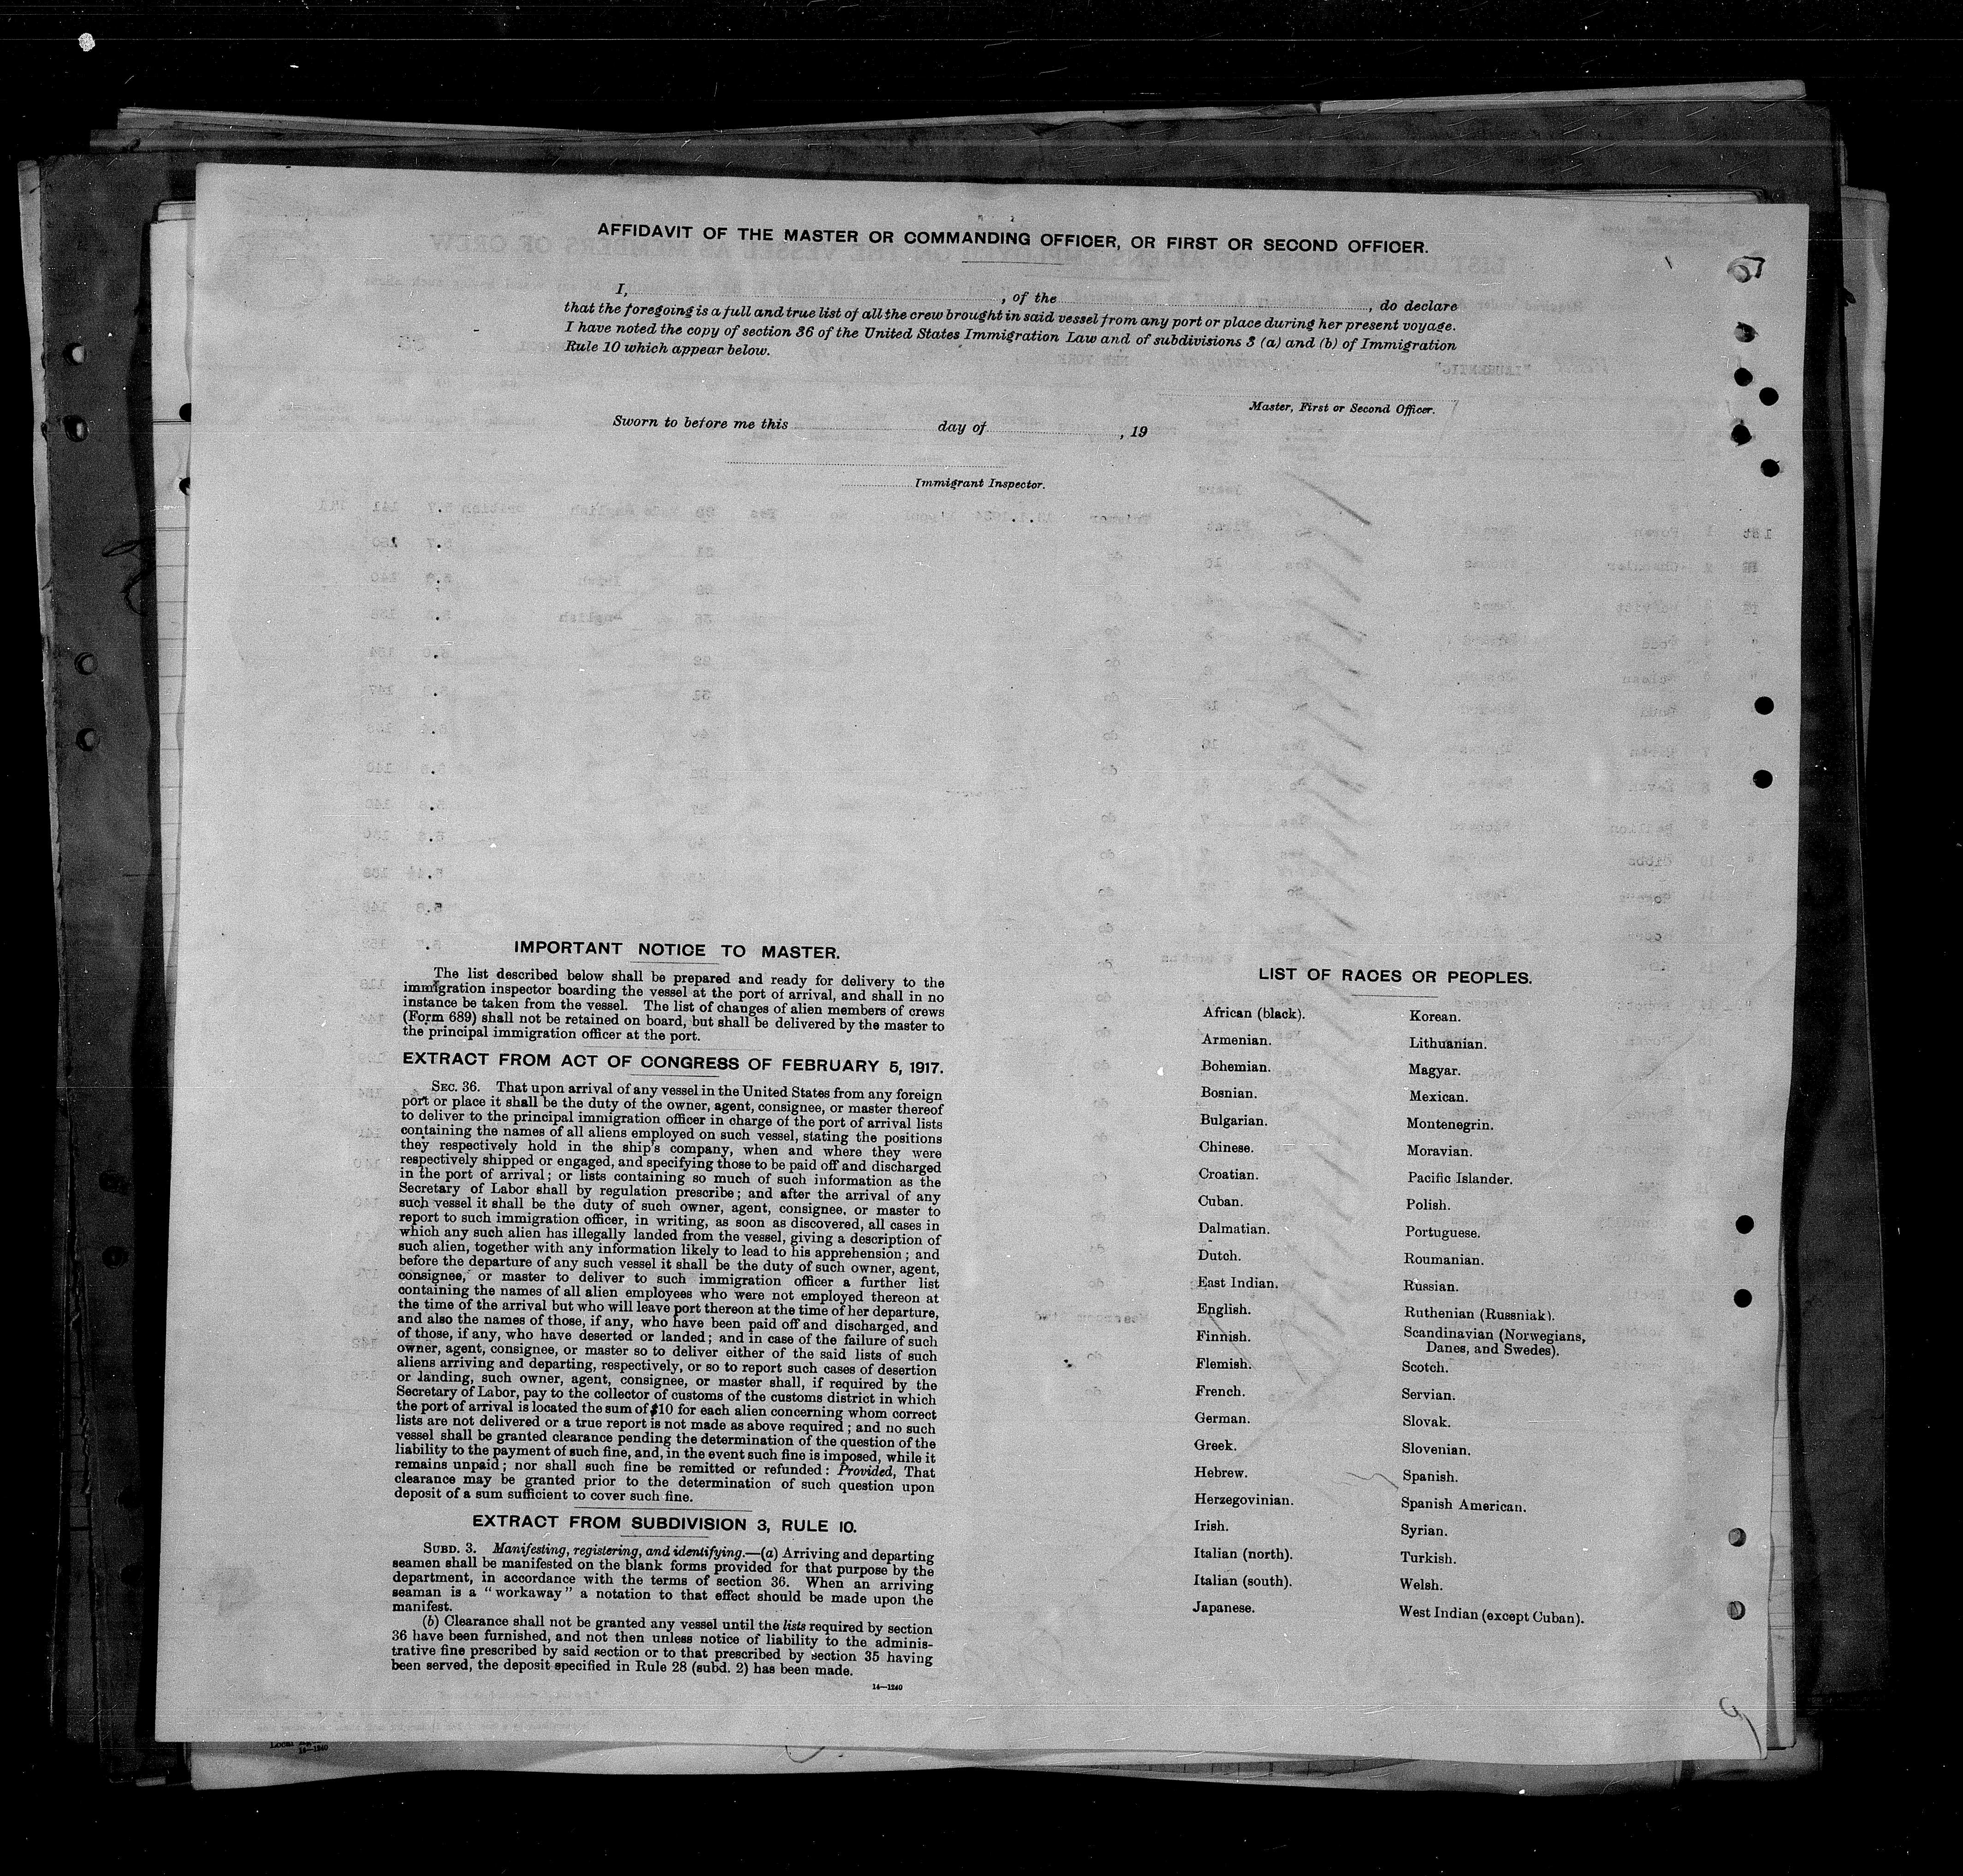 AFFIDAVIT OF THE MASTER OR COMMANDING OFFICER, OR FIRST OR SECOND OFFICER.
I, , of the , do declare
that the foregoing is a full and true list of all the crew brought in said vessel from any port or place during her present voyage.
I have noted the copy of section 36 of the United States Immigration Law and of subdivisions 3 (a) and (b) of Immigration
Rule 10 which appear below.
Master, First or Second Officer.
Sworn to before me this day of , 19
Immigrant Inspector.
IMPORTANT NOTICE TO MASTER.
The list described below shall be prepared and ready for delivery to the
immigration inspector boarding the vessel at the port of arrival, and shall in no
instance be taken from the vessel. The list of changes of alien members of crews
(Form 689) shall not be retained on board, but shall be delivered by the master to
the principal immigration officer at the port.
EXTRACT FROM ACT OF CONGRESS OF FEBRUARY 5, 1917.
SEC. 36. That upon arrival of any vessel in the United States from any foreign
port or place it shall be the duty of the owner, agent, consignee, or master thereof
to deliver to the principal immigration officer in charge of the port of arrival lists
containing the names of all aliens employed on such vessel, stating the positions
they respectively hold in the ship's company, when and where they were
respectively shipped or engaged, and specifying those to be paid off and discharged
in the port of arrival; or lists containing so much of such information as the
Secretary of Labor shall by regulation prescribe; and after the arrival of any
such vessel it shall be the duty of such owner, agent, consignee, or master to
report to such immigration officer, in writing, as soon as discovered, all cases in
which any such alien has illegally landed from the vessel, giving a description of
such alien, together with any information likely to lead to his apprehension; and
before the departure of any such vessel it shall be the duty of such owner, agent,
consignee, or master to deliver to such immigration officer a further list
containing the names of all alien employees who were not employed thereon at
the time of the arrival but who will leave port thereon at the time of her departure,
and also the names of those, if any, who have been paid off and discharged, and
of those, if any, who have deserted or landed; and in case of the failure of such
owner, agent, consignee, or master so to deliver either of the said lists of such
aliens arriving and departing, respectively, or so to report such cases of desertion
or landing, such owner, agent, consignee, or master shall, if required by the
Secretary of Labor, pay to the collector of customs of the customs district in which
the port of arrival is located the sum of $10 for each alien concerning whom correct
lists are not delivered or a true report is not made as above required; and no such
vessel shall be granted clearance pending the determination of the question of the
liability to the payment of such fine, and, in the event such fine is imposed, while it
remains unpaid; nor shall such fine be remitted or refunded: Provided, That
clearance may be granted prior to the determination of such question upon
deposit of a sum sufficient to cover such fine.
EXTRACT FROM SUBDIVISION 3, RULE 10.
SUBD. 3. Manifesting, registering, and identifying.—(a) Arriving and departing
seamen shall be manifested on the blank forms provided for that purpose by the
department, in accordance with the terms of section 36. When an arriving
seaman is a "workaway" a notation to that effect should be made upon the
manifest.
(b) Clearance shall not be granted any vessel until the lists required by section
36 have been furnished, and not then unless notice of liability to the adminis-
trative fine prescribed by said section or to that prescribed by section 35 having
been served, the deposit specified in Rule 28 (subd. 2) has been made.
14—1240
LIST OF RACES OR PEOPLES.
African (black).
Armenian.
Bohemian.
Bosnian.
Bulgarian.
Chinese.
Croatian.
Cuban.
Dalmatian.
Dutch.
East Indian.
English.
Finnish.
Flemish.
French.
German.
Greek.
Hebrew.
Herzegovinian.
Irish.
Italian (north).
Italian (south).
Japanese.
Korean.
Lithuanian.
Magyar.
Mexican.
Montenegrin.
Moravian.
Pacific Islander.
Polish.
Portuguese.
Roumanian.
Russian.
Ruthenian (Russniak).
Scandinavian (Norwegians,
Danes, and Swedes).
Scotch.
Servian.
Slovak.
Slovenian.
Spanish.
Spanish American.
Syrian.
Turkish.
Welsh.
West Indian (except Cuban).
Local
14—1240